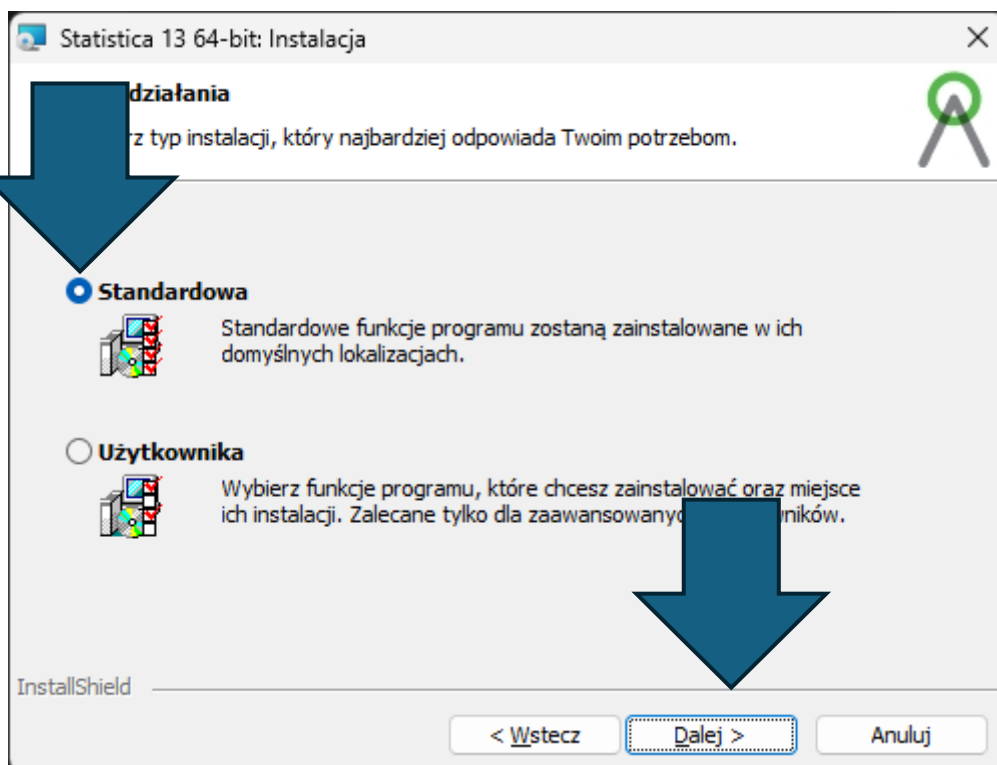 Statistica 13 64-bit: Instalacja
działania
typ instalacji, który najbardziej odpowiada Twoim potrzebom.
Standardowa
Standardowe funkcje programu zostaną zainstalowane w ich
domyślnych lokalizacjach.
Użytkownika
Wybierz funkcje programu, które chcesz zainstalować oraz miejsce
ich instalacji. Zalecane tylko dla
InstallShield
< Wstecz
Dalej >
Anuluj